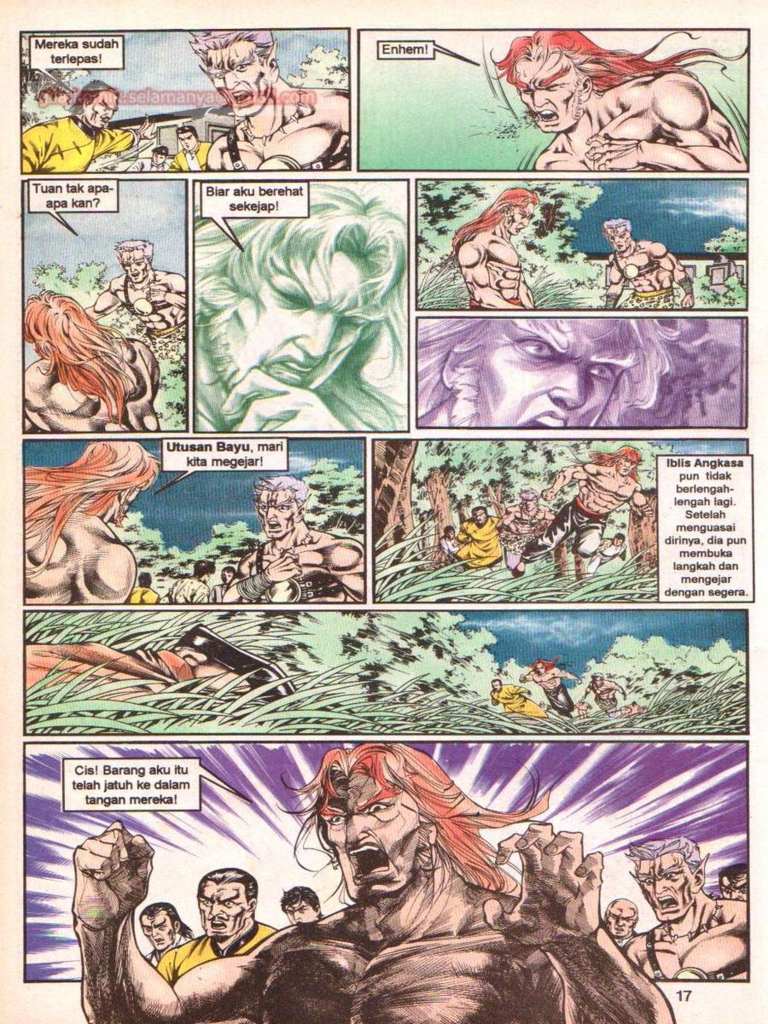 Mereka sudah
terlepas!
Enhem!
Tuan tak apa-
apa kan?
Biar aku berehat
sekejap!
Utusan Bayu, mari
kita megejar!
Iblis Angkasa
pun tidak
berlengah-
lengah lagi.
Setelah
menguasai
dirinya, dia pun
membuka
langkah dan
mengejar
dengan segera.
Cis! Barang aku itu
telah jatuh ke dalam
tangan mereka!
17